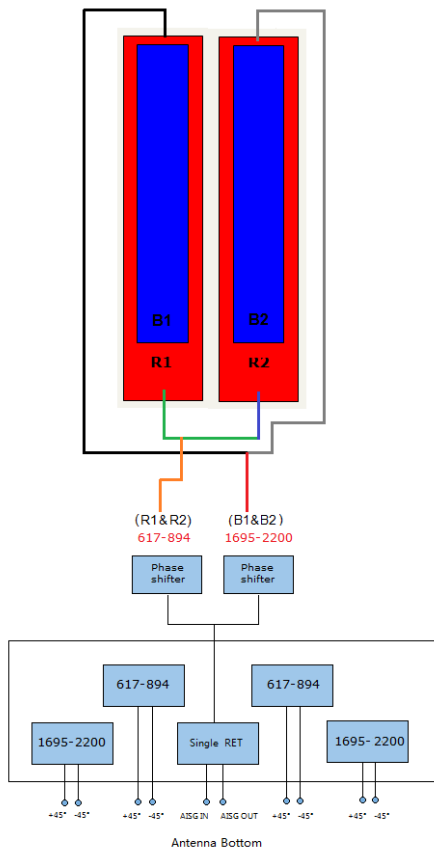 B1 B2
R1 R2
(R1&R2) (B1&B2)
617-894 1695-2200
Phase shifter
Phase shifter
617-894 617-894
1695-2200 Single RET 1695- 2200
+45° -45° +45° -45° AISG IN AISG OUT +45° -45° +45° -45°
Antenna Bottom